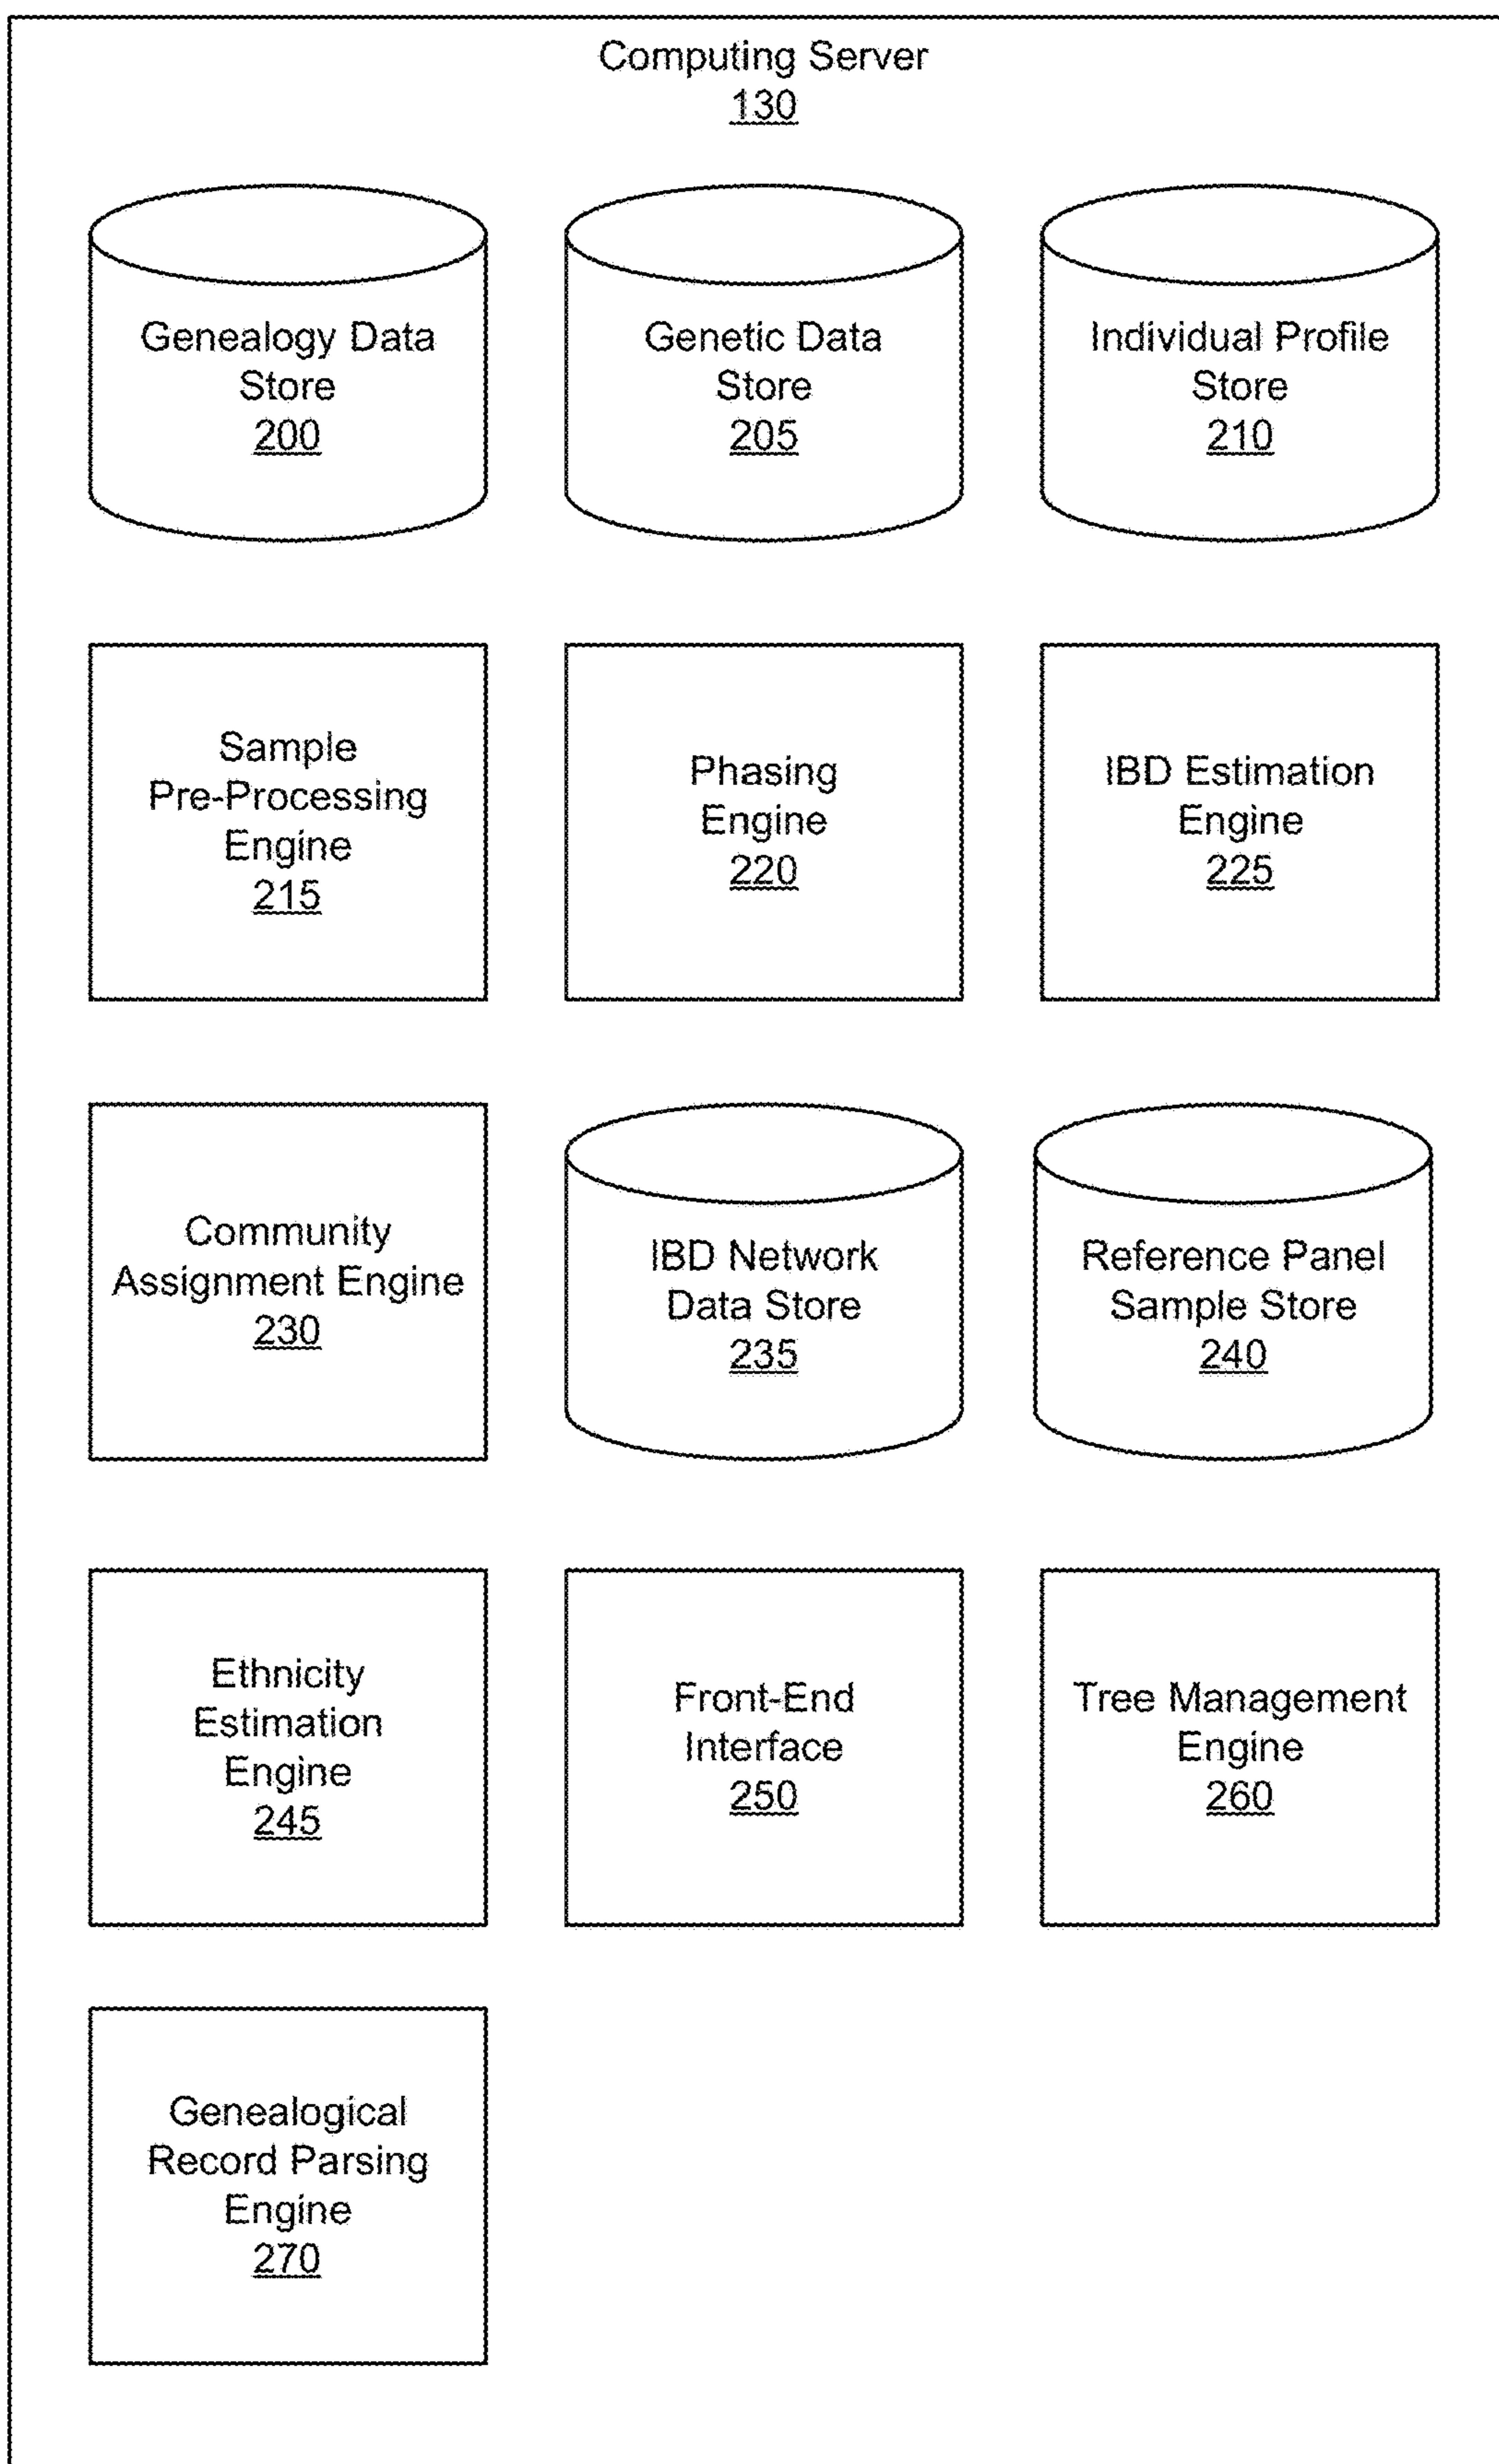 Computing Server
130
Genealogy Data
Store
200
Genetic Data
Store
205
Individual Profile
Store
210
Sample
Pre-Processing
Engine
215
Phasing
Engine
220
IBD Estimation
Engine
225
Community
Assignment Engine
230
IBD Network
Data Store
235
Reference Panel
Sample Store
240
Ethnicity
Estimation
Engine
245
Front-End
Interface
250
Tree Management
Engine
260
Genealogical
Record Parsing
Engine
270